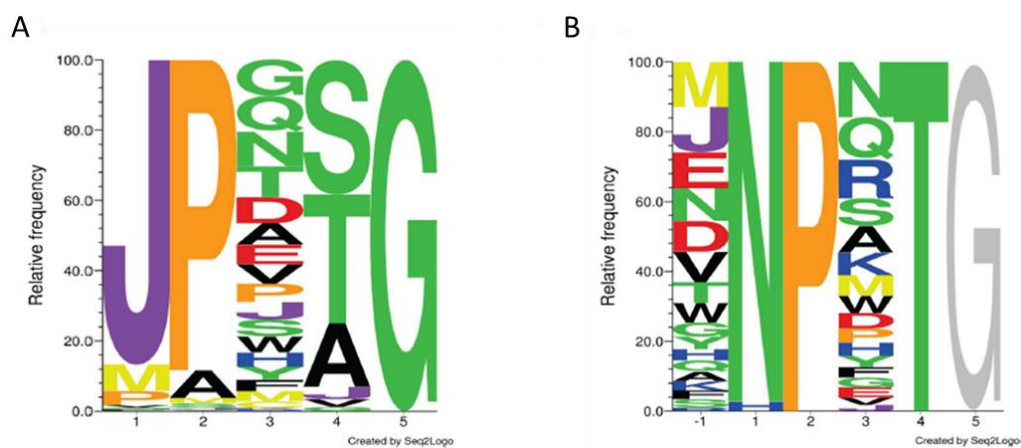 A
B
Relative frequency
100.0
80.0
60.0
40.0
20.0
0.0
J
M
P
P
A
G
Q
N
T
D
A
E
V
P
J
S
W
H
Y
F
M
S
T
A
J
V
G
1 2 3 4 5
Created by Seq2Logo
Relative frequency
100.0
80.0
60.0
40.0
20.0
0.0
M
J
E
N
D
V
T
W
G
Y
H
Q
A
K
F
S
N
H
P
N
Q
R
S
A
K
M
W
D
P
H
Y
F
G
E
V
J
T
G
-1 1 2 3 4 5
Created by Seq2Logo